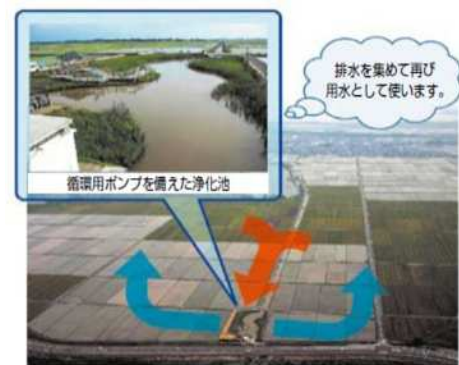 排水を集めて再び
用水として使います。
循環用ポンプを備えた浄化池